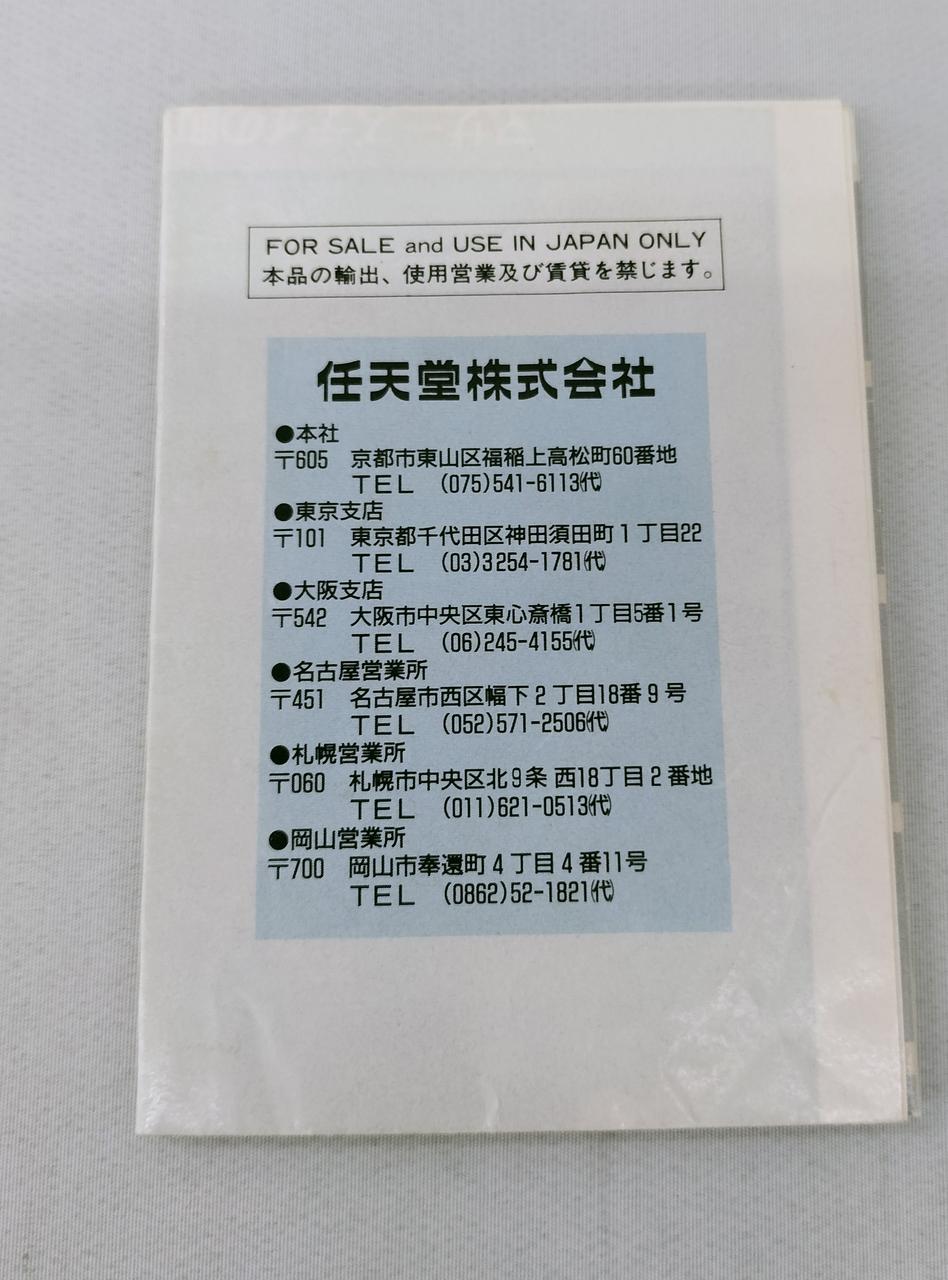 FOR SALE and USE IN JAPAN ONLY
本品の輸出、使用営業及び賃貸を禁じます。
任天堂株式会社
●本社
〒605 京都市東山区福稲上高松町60番地
TEL (075)541-6113㈹
●東京支店
〒101 東京都千代田区神田須田町1丁目22
TEL (03)3254-1781㈹
●大阪支店
〒542 大阪市中央区東心斎橋1丁目5番1号
TEL (06)245-4155㈹
●名古屋営業所
〒451 名古屋市西区幅下2丁目18番9号
TEL (052)571-2506㈹
●札幌営業所
〒060 札幌市中央区北9条 西18丁目2番地
TEL (011)621-0513㈹
●岡山営業所
〒700 岡山市奉還町4丁目4番11号
TEL (0862)52-1821㈹